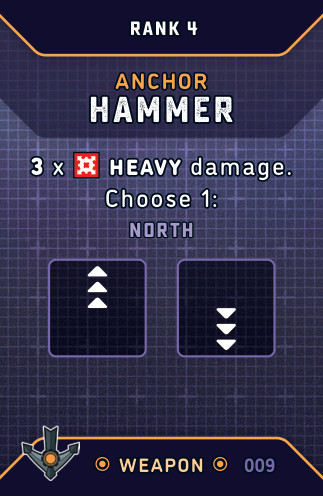 RANK 4
ANCHOR
HAMMER
3 x HEAVY damage.
Choose 1:
NORTH
WEAPON 009